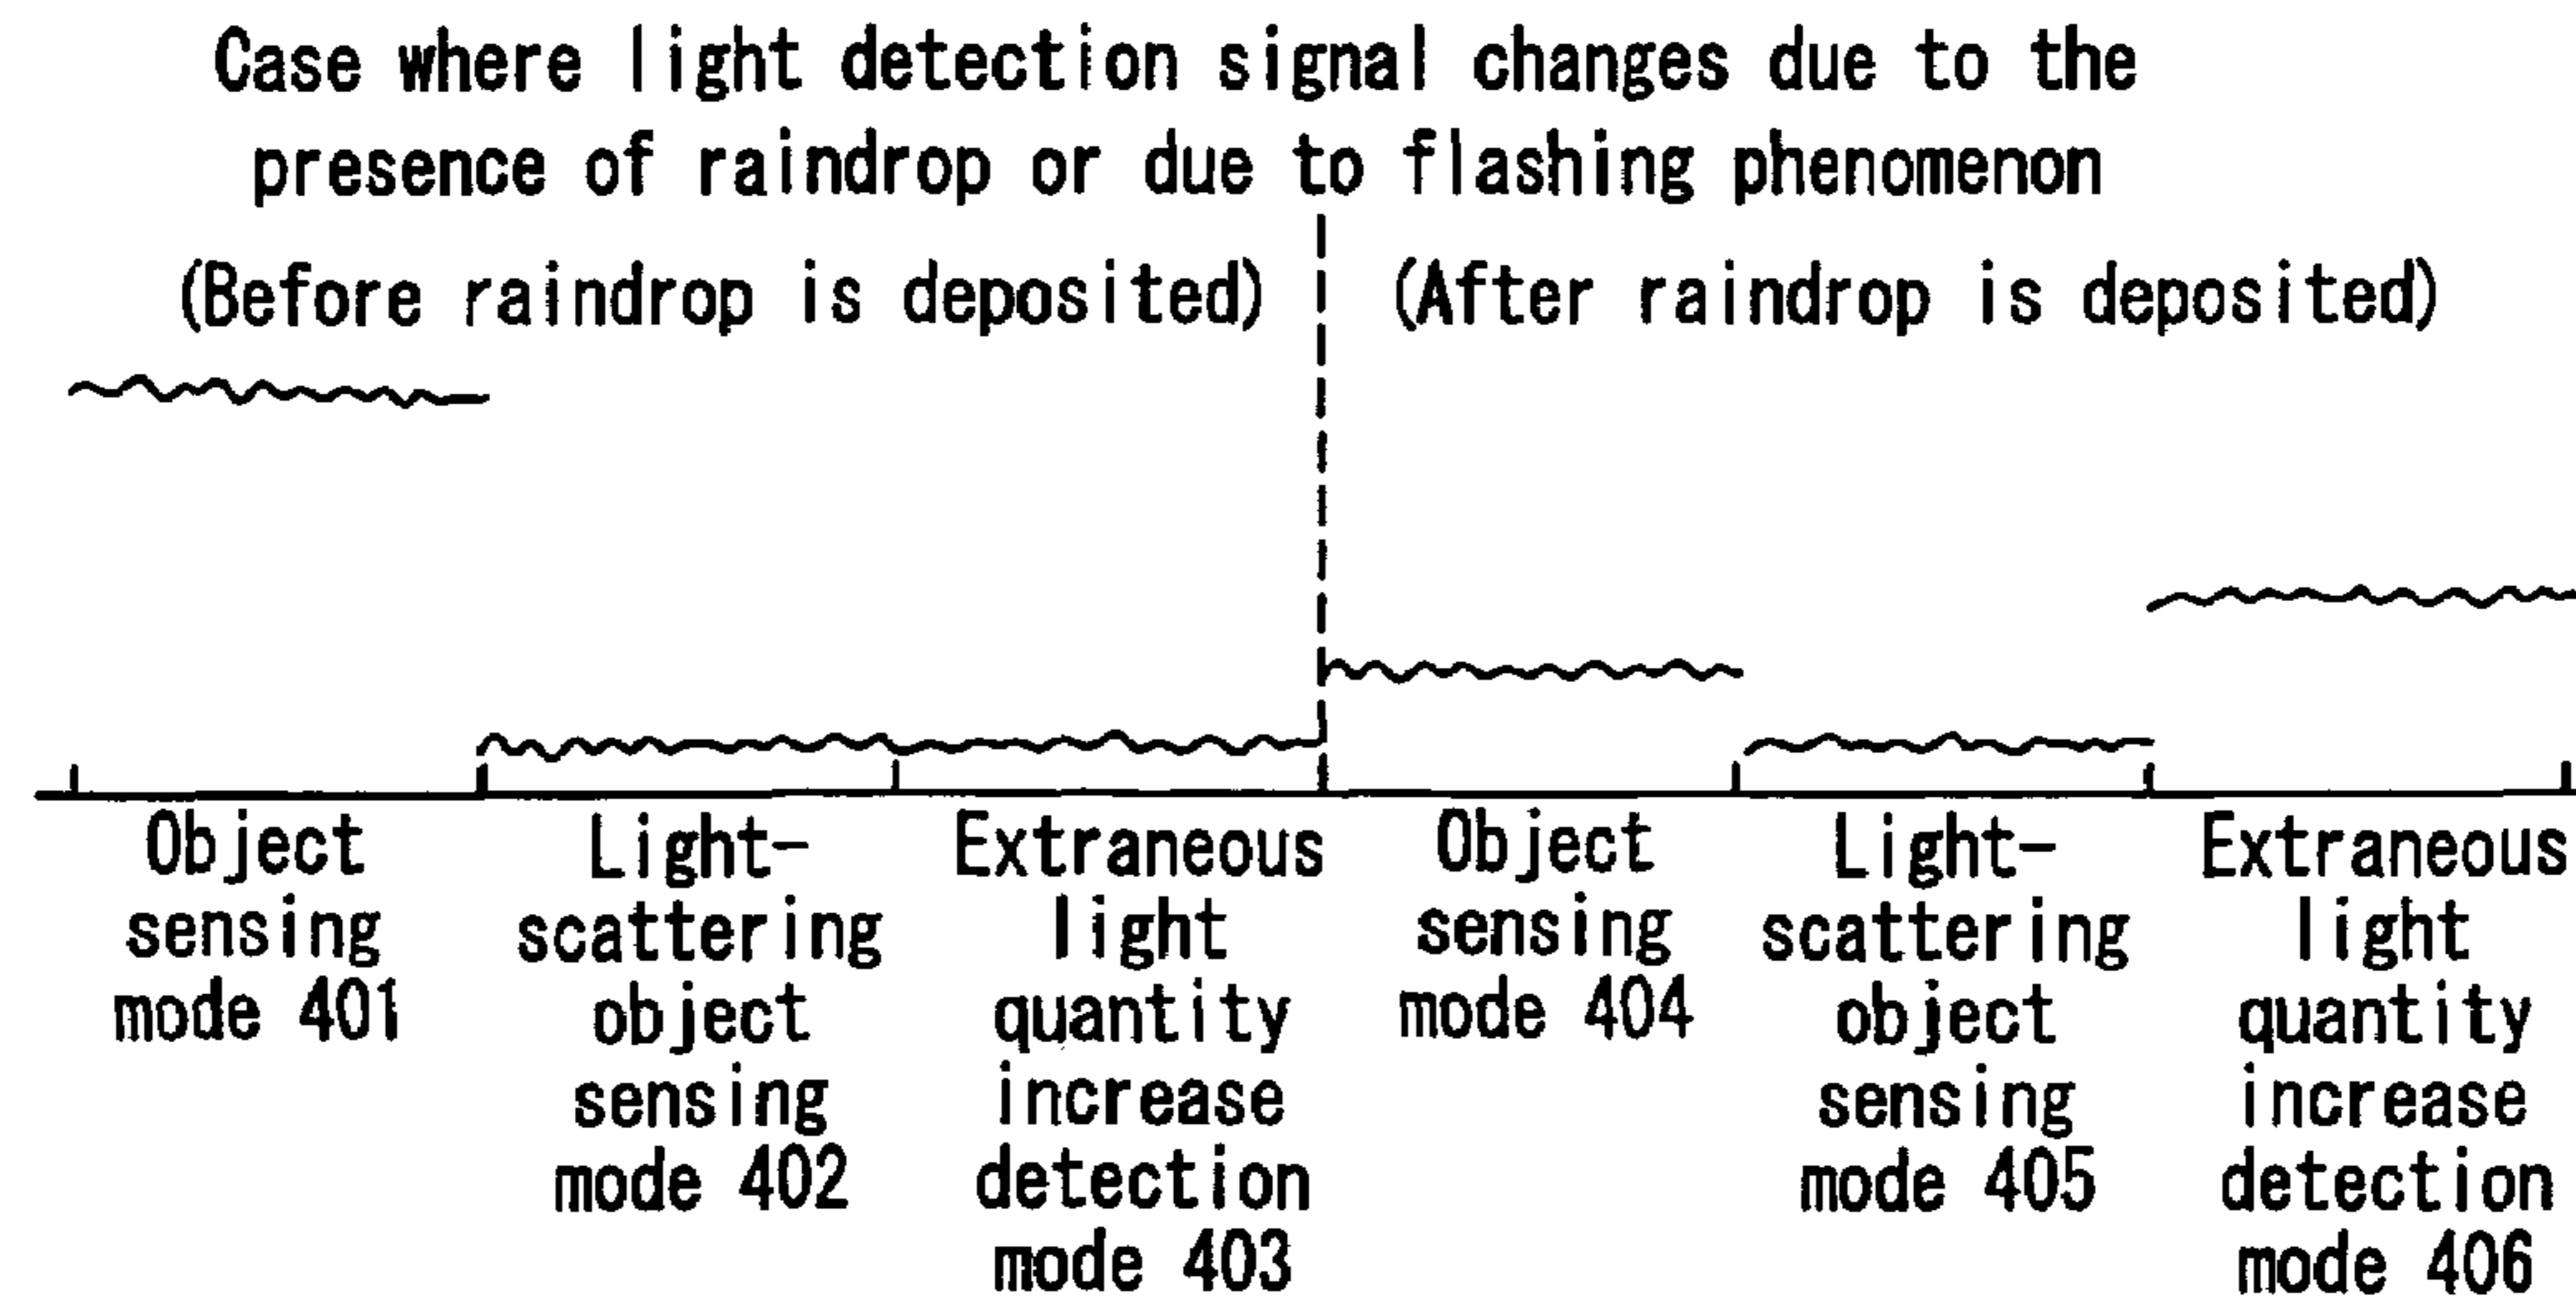 Case where light detection signal changes due to the
presence of raindrop or due to flashing phenomenon
(Before raindrop is deposited)
(After raindrop is deposited)
Object
sensing
mode 401
Light-
scattering
object
sensing
mode 402
Extraneous
light
quantity
increase
detection
mode 403
Object
sensing
mode 404
Light-
scattering
object
sensing
mode 405
Extraneous
light
quantity
increase
detection
mode 406